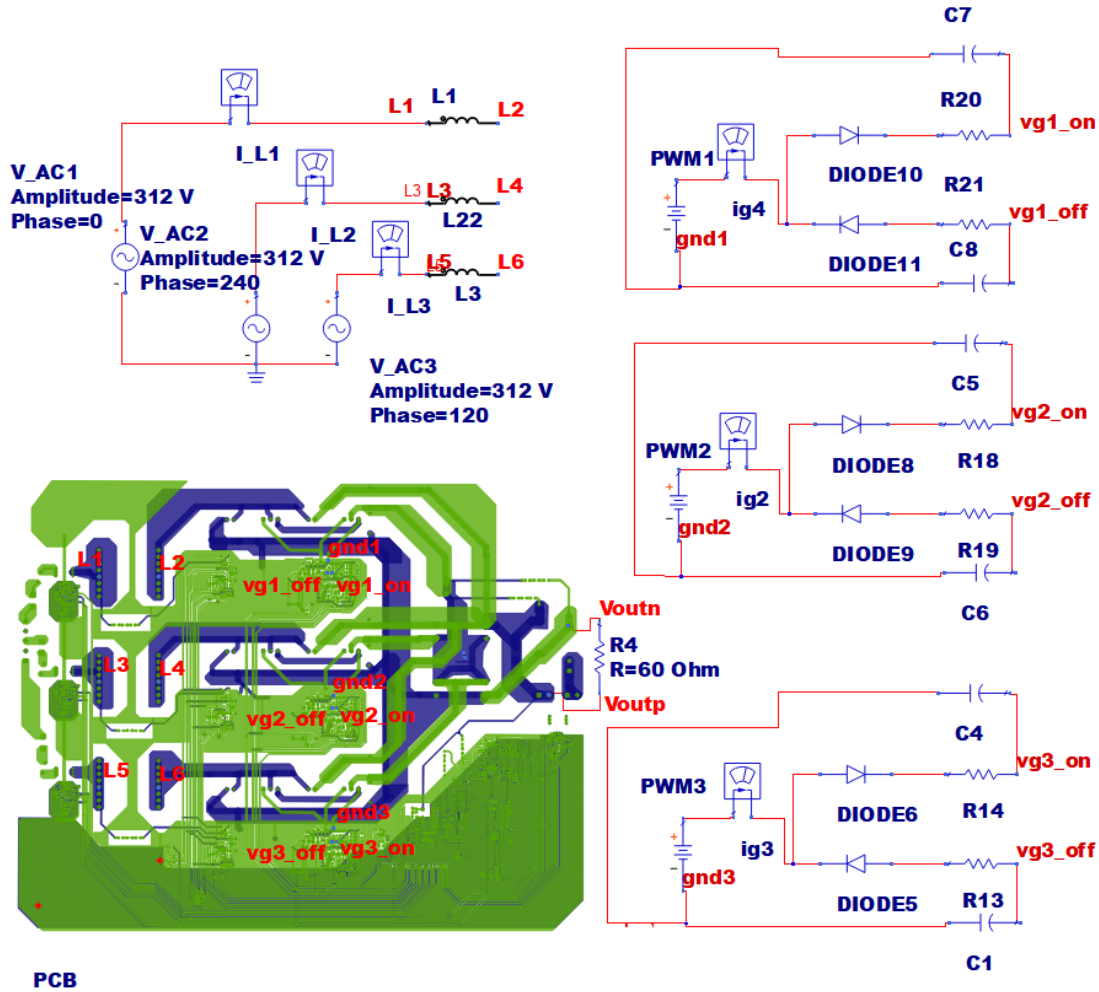 C7
L1
L1
L2
R20
vg1_on
I_L1
PWM1
DIODE10
V_AC1
Amplitude=312 V
Phase=0
L3
L3
L4
L22
R21
ig4
vg1_off
gnd1
V_AC2
Amplitude=312 V
Phase=240
I_L2
L5
L6
I_L3
L3
DIODE11
C8
V_AC3
Amplitude=312 V
Phase=120
C5
vg2_on
PWM2
DIODE8
R18
ig2
vg2_off
gnd2
DIODE9
R19
C6
L1
L2
gnd1
vg1_off
vg1_on
Voutn
R4
R=60 Ohm
Voutp
L3
L4
gnd2
vg2_off
vg2_on
C4
vg3_on
PWM3
DIODE6
R14
ig3
vg3_off
gnd3
DIODE5
R13
C1
L5
L6
gnd3
vg3_off
vg3_on
PCB